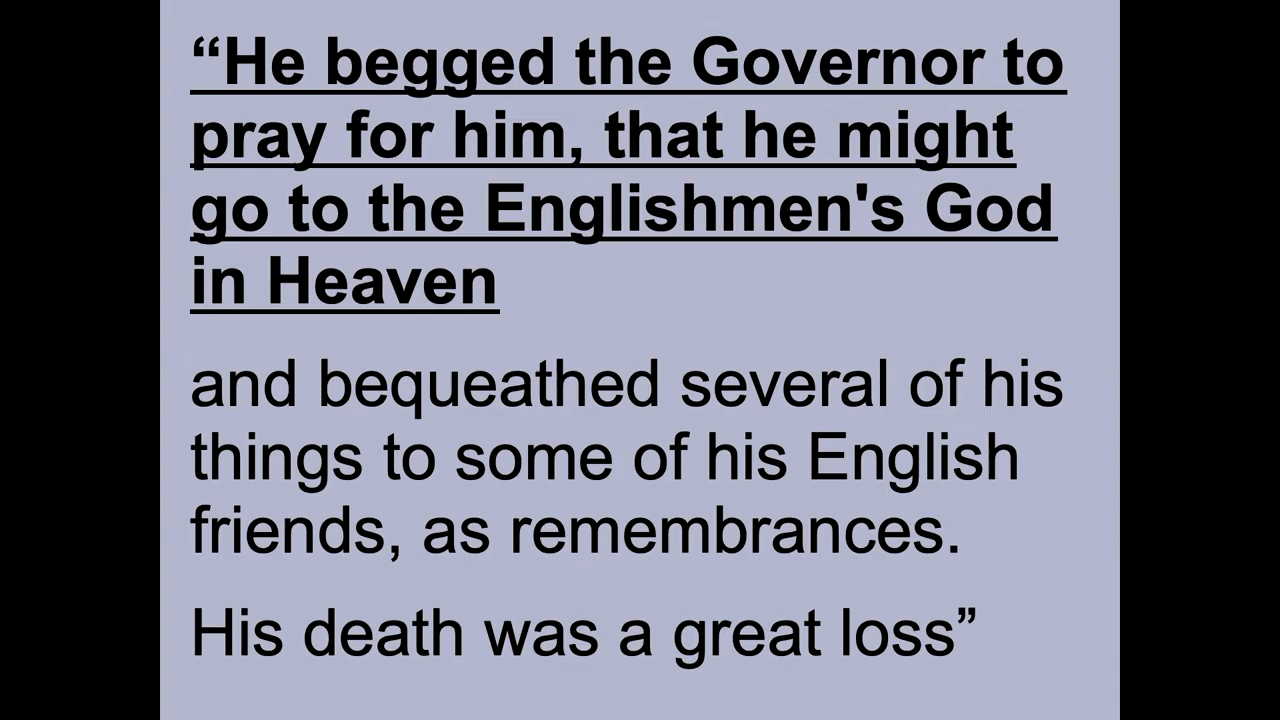 “He begged the Governor to
pray for him, that he might
go to the Englishmen's God
in Heaven
and bequeathed several of his
things to some of his English
friends, as remembrances.
His death was a great loss”